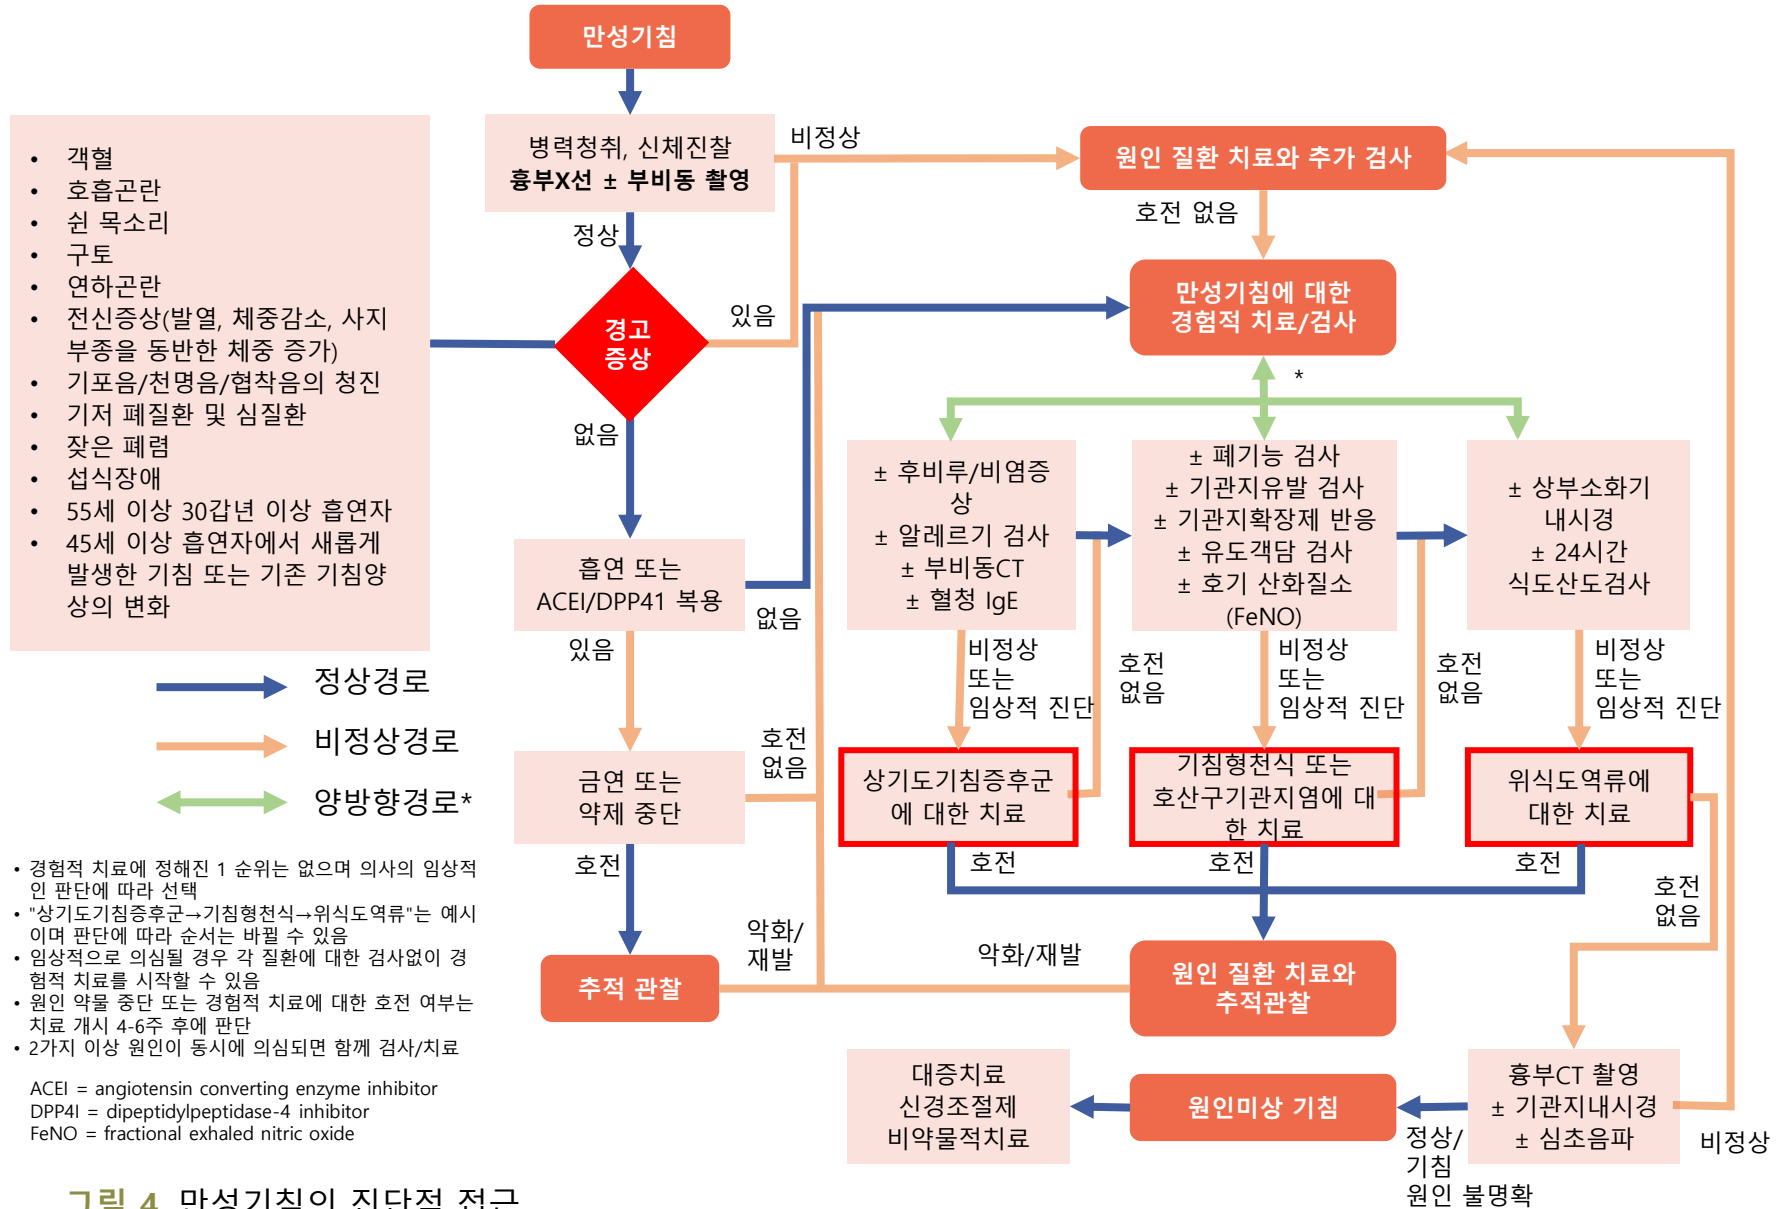 만성기침
병력청취, 신체진찰
흉부X선 ± 부비동 촬영
비정상
원인 질환 치료와 추가 검사
정상
호전 없음
• 객혈
• 호흡곤란
• 쉰 목소리
• 구토
• 연하곤란
• 전신증상(발열, 체중감소, 사지
부종을 동반한 체중 증가)
• 기포음/천명음/협착음의 청진
• 기저 폐질환 및 심질환
• 잦은 폐렴
• 섭식장애
• 55세 이상 30갑년 이상 흡연자
• 45세 이상 흡연자에서 새롭게
발생한 기침 또는 기존 기침양
상의 변화
경고
증상
있음
없음
만성기침에 대한
경험적 치료/검사
*
흡연 또는
ACEI/DPP41 복용
없음
있음
± 후비루/비염증
상
± 알레르기 검사
± 부비동CT
± 혈청 IgE
± 폐기능 검사
± 기관지유발 검사
± 기관지확장제 반응
± 유도객담 검사
± 호기 산화질소
(FeNO)
± 상부소화기
내시경
± 24시간
식도산도검사
비정상
또는
임상적 진단
호전
없음
비정상
또는
임상적 진단
호전
없음
비정상
또는
임상적 진단
정상경로
비정상경로
양방향경로*
금연 또는
약제 중단
호전
없음
호전
상기도기침증후군
에 대한 치료
기침형천식 또는
호산구기관지염에 대
한 치료
위식도역류에
대한 치료
호전
호전
호전
호전
없음
• 경험적 치료에 정해진 1 순위는 없으며 의사의 임상적
인 판단에 따라 선택
• "상기도기침증후군→기침형천식→위식도역류"는 예시
이며 판단에 따라 순서는 바뀔 수 있음
• 임상적으로 의심될 경우 각 질환에 대한 검사없이 경
험적 치료를 시작할 수 있음
• 원인 약물 중단 또는 경험적 치료에 대한 호전 여부는
치료 개시 4-6주 후에 판단
• 2가지 이상 원인이 동시에 의심되면 함께 검사/치료
ACEI = angiotensin converting enzyme inhibitor
DPP4I = dipeptidylpeptidase-4 inhibitor
FeNO = fractional exhaled nitric oxide
추적 관찰
악화/
재발
악화/재발
원인 질환 치료와
추적관찰
대증치료
신경조절제
비약물적치료
원인미상 기침
흉부CT 촬영
± 기관지내시경
± 심초음파
정상/
기침
원인 불명확
비정상
그림 4 만성기침의 진단적 접근